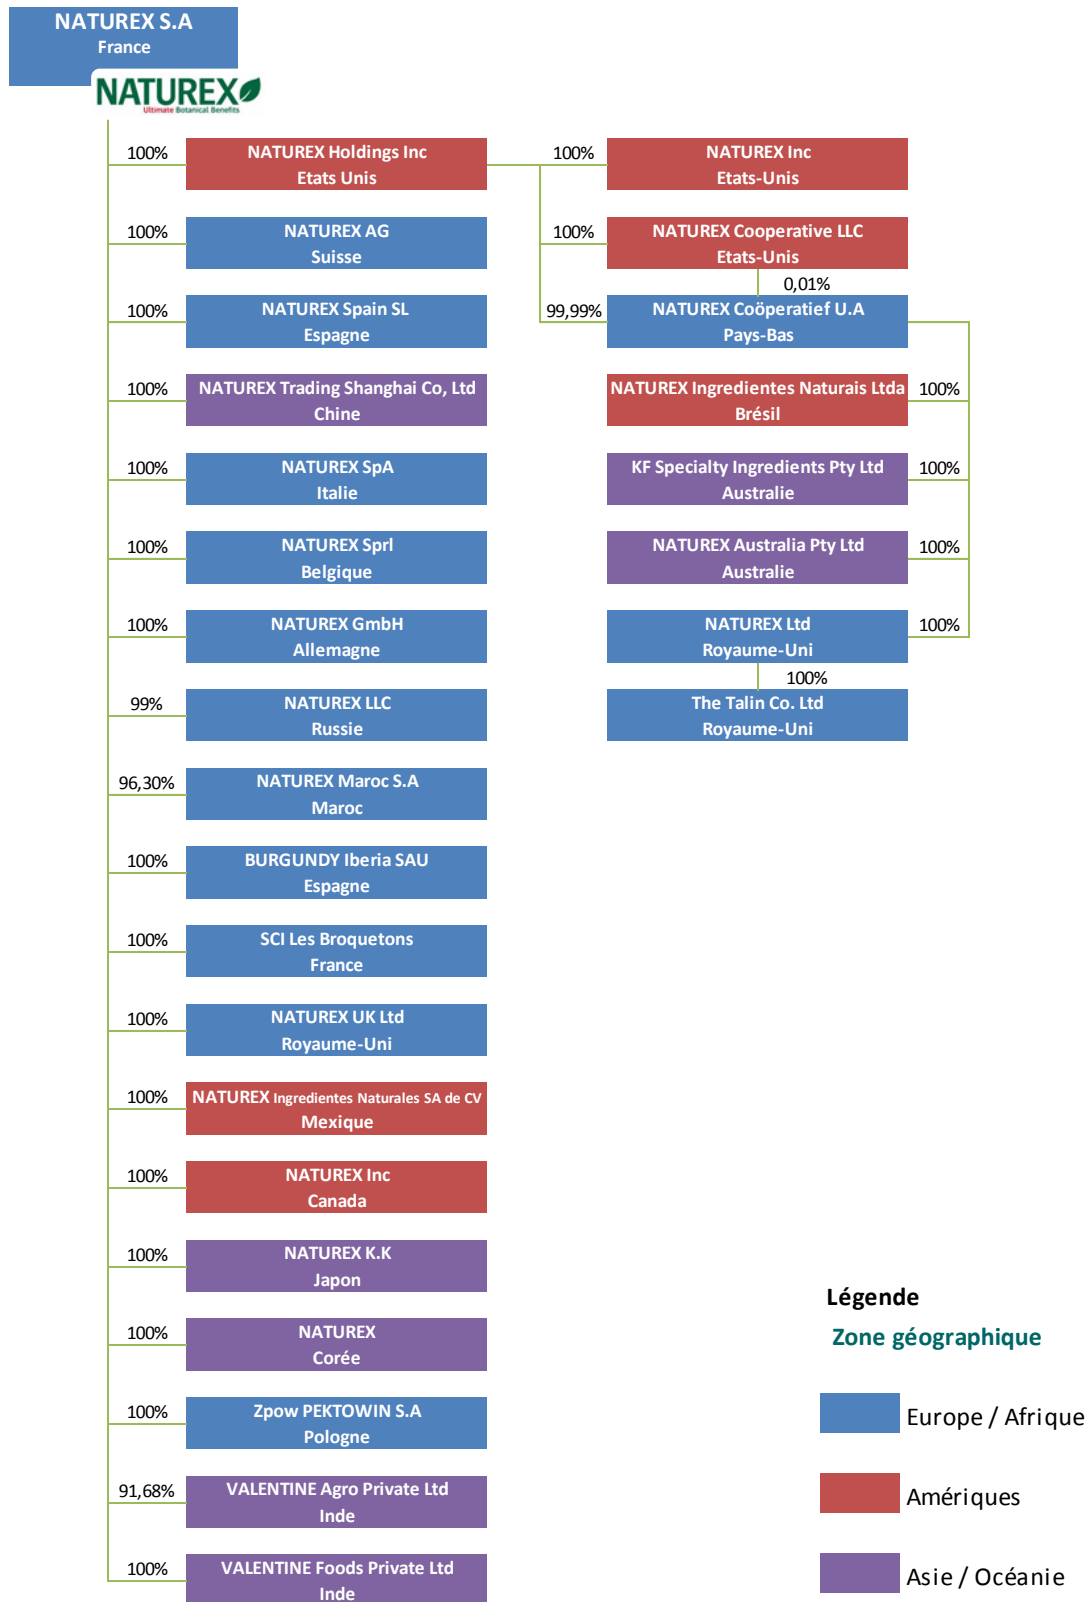 NATUREX S.A
France
NATUREX
Ultimate Botanical Benefits
100%
NATUREX Holdings Inc
Etats Unis
100%
NATUREX Inc
Etats-Unis
100%
NATUREX AG
Suisse
100%
NATUREX Cooperative LLC
Etats-Unis
0,01%
100%
NATUREX Spain SL
Espagne
99,99%
NATUREX Coöperatief U.A
Pays-Bas
100%
NATUREX Trading Shanghai Co, Ltd
Chine
NATUREX Ingredientes Naturais Ltda
Brésil
100%
100%
NATUREX SpA
Italie
KF Specialty Ingredients Pty Ltd
Australie
100%
100%
NATUREX Sprl
Belgique
NATUREX Australia Pty Ltd
Australie
100%
100%
NATUREX GmbH
Allemagne
NATUREX Ltd
Royaume-Uni
100%
100%
99%
NATUREX LLC
Russie
The Talin Co. Ltd
Royaume-Uni
96,30%
NATUREX Maroc S.A
Maroc
100%
BURGUNDY Iberia SAU
Espagne
100%
SCI Les Broquetons
France
100%
NATUREX UK Ltd
Royaume-Uni
100%
NATUREX Ingredientes Naturales SA de CV
Mexique
100%
NATUREX Inc
Canada
100%
NATUREX K.K
Japon
100%
NATUREX
Corée
100%
Zpow PEKTOWIN S.A
Pologne
91,68%
VALENTINE Agro Private Ltd
Inde
100%
VALENTINE Foods Private Ltd
Inde
Légende
Zone géographique
Europe / Afrique
Amériques
Asie / Océanie